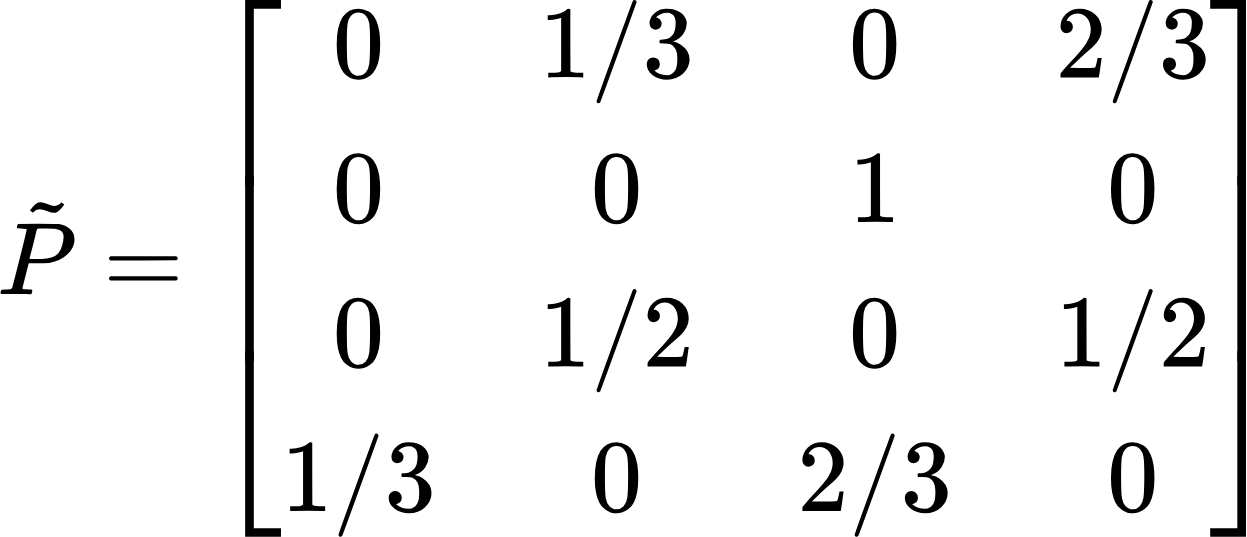 0 1/3 0 2/3
0 0 1 0
P̃ =
0 1/2 0 1/2
1/3 0 2/3 0